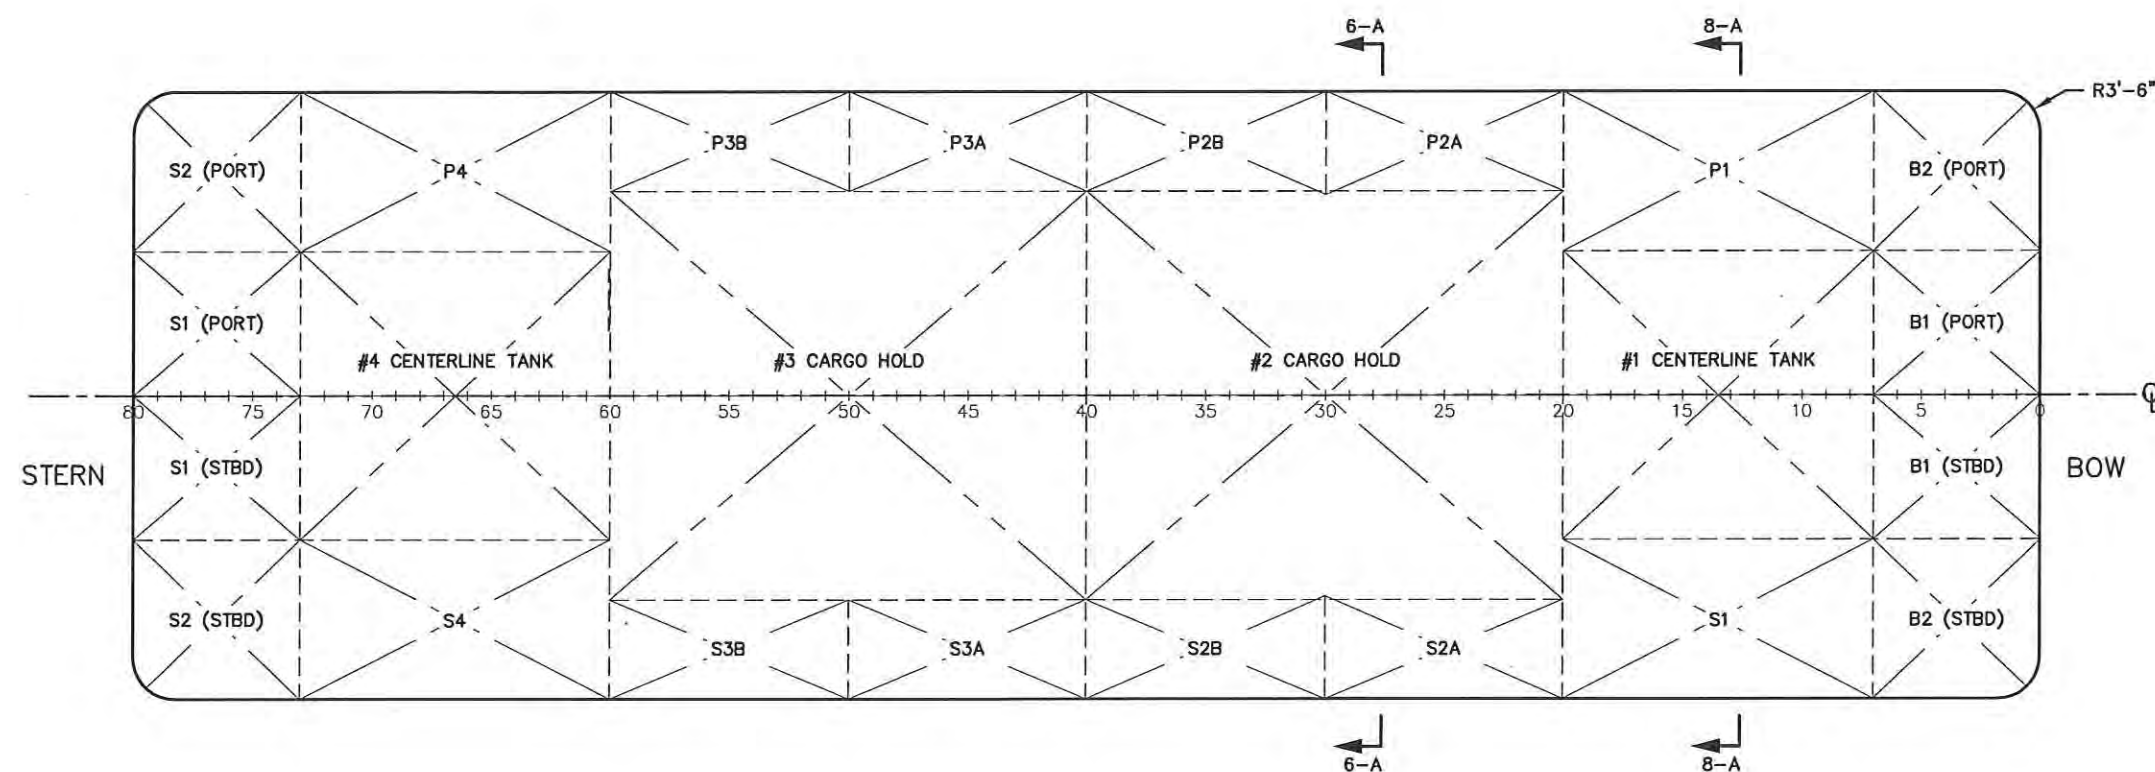 6-A
8-A
R3'-6"
P3B
P3A
P2B
P2A
S2 (PORT)
P4
P1
B2 (PORT)
S1 (PORT)
B1 (PORT)
#4 CENTERLINE TANK
#3 CARGO HOLD
#2 CARGO HOLD
#1 CENTERLINE TANK
80 75 70 65 60 55 50 45 40 35 30 25 20 15 10 5 0
℄
STERN
S1 (STBD)
B1 (STBD)
BOW
S2 (STBD)
S4
S1
B2 (STBD)
S3B
S3A
S2B
S2A
6-A
8-A